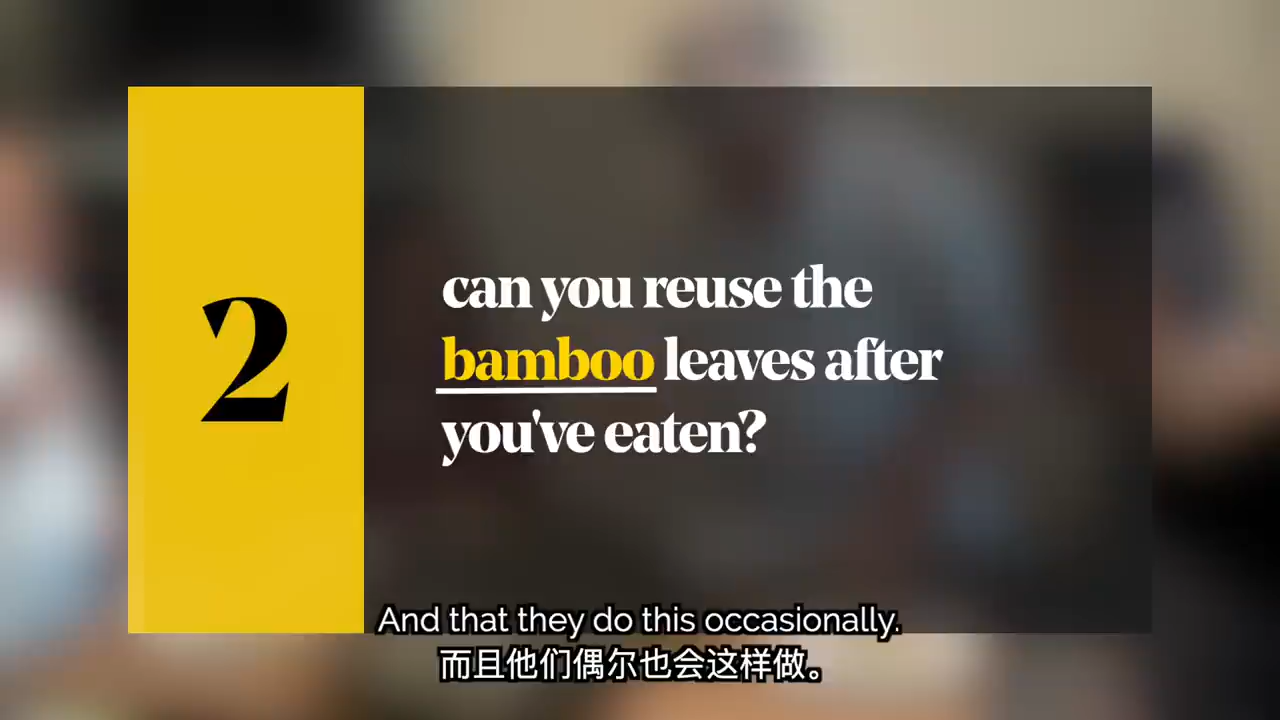 2
can you reuse the
bamboo leaves after
you've eaten?
And that they do this occasionally.
而且他们偶尔也会这样做。